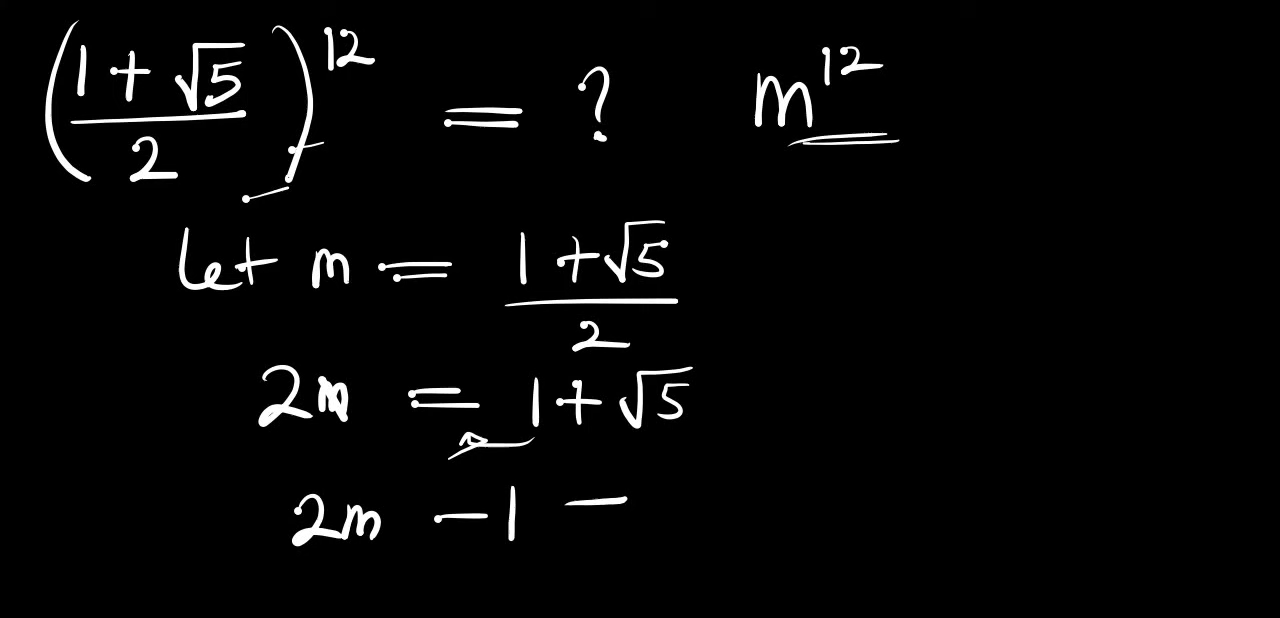 ((1 + √5)/2)^12 = ? m^12
let m = (1 + √5)/2
2m = 1 + √5
2m - 1 -